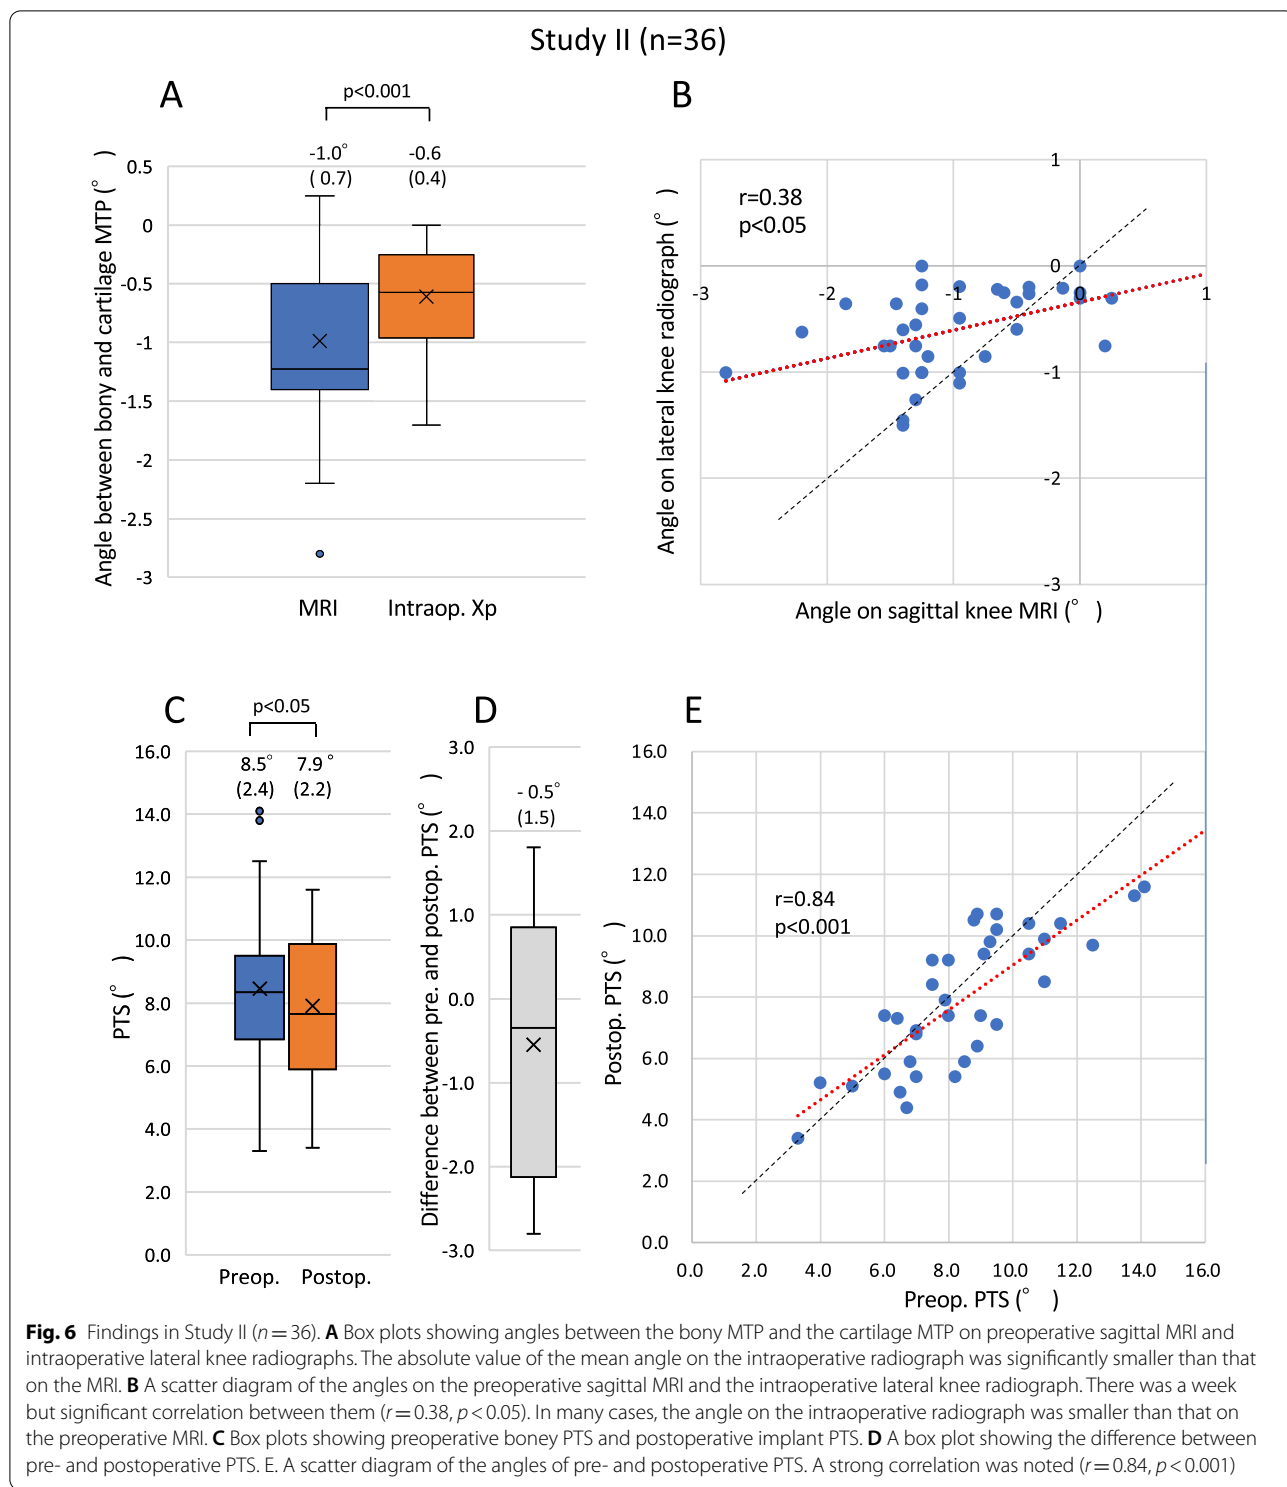 Study II (n=36)
A
p<0.001
-1.0° -0.6
( 0.7) (0.4)
Angle between bony and cartilage MTP (° )
0.5
0
-0.5
-1
-1.5
-2
-2.5
-3
MRI Intraop. Xp
B
r=0.38
p<0.05
Angle on lateral knee radiograph (° )
1
0
-3 -2 -1 0 1
-1
-2
-3
Angle on sagittal knee MRI (° )
C
p<0.05
8.5° 7.9 °
(2.4) (2.2)
PTS (° )
16.0
14.0
12.0
10.0
8.0
6.0
4.0
2.0
0.0
Preop. Postop.
D
- 0.5°
(1.5)
Difference between pre. and postop. PTS (° )
3.0
2.0
1.0
0.0
-1.0
-2.0
-3.0
E
r=0.84
p<0.001
Postop. PTS (° )
16.0
14.0
12.0
10.0
8.0
6.0
4.0
2.0
0.0
0.0 2.0 4.0 6.0 8.0 10.0 12.0 14.0 16.0
Preop. PTS (° )
Fig. 6 Findings in Study II (n = 36). A Box plots showing angles between the bony MTP and the cartilage MTP on preoperative sagittal MRI and
intraoperative lateral knee radiographs. The absolute value of the mean angle on the intraoperative radiograph was significantly smaller than that
on the MRI. B A scatter diagram of the angles on the preoperative sagittal MRI and the intraoperative lateral knee radiograph. There was a week
but significant correlation between them (r = 0.38, p < 0.05). In many cases, the angle on the intraoperative radiograph was smaller than that on
the preoperative MRI. C Box plots showing preoperative boney PTS and postoperative implant PTS. D A box plot showing the difference between
pre- and postoperative PTS. E. A scatter diagram of the angles of pre- and postoperative PTS. A strong correlation was noted (r = 0.84, p < 0.001)